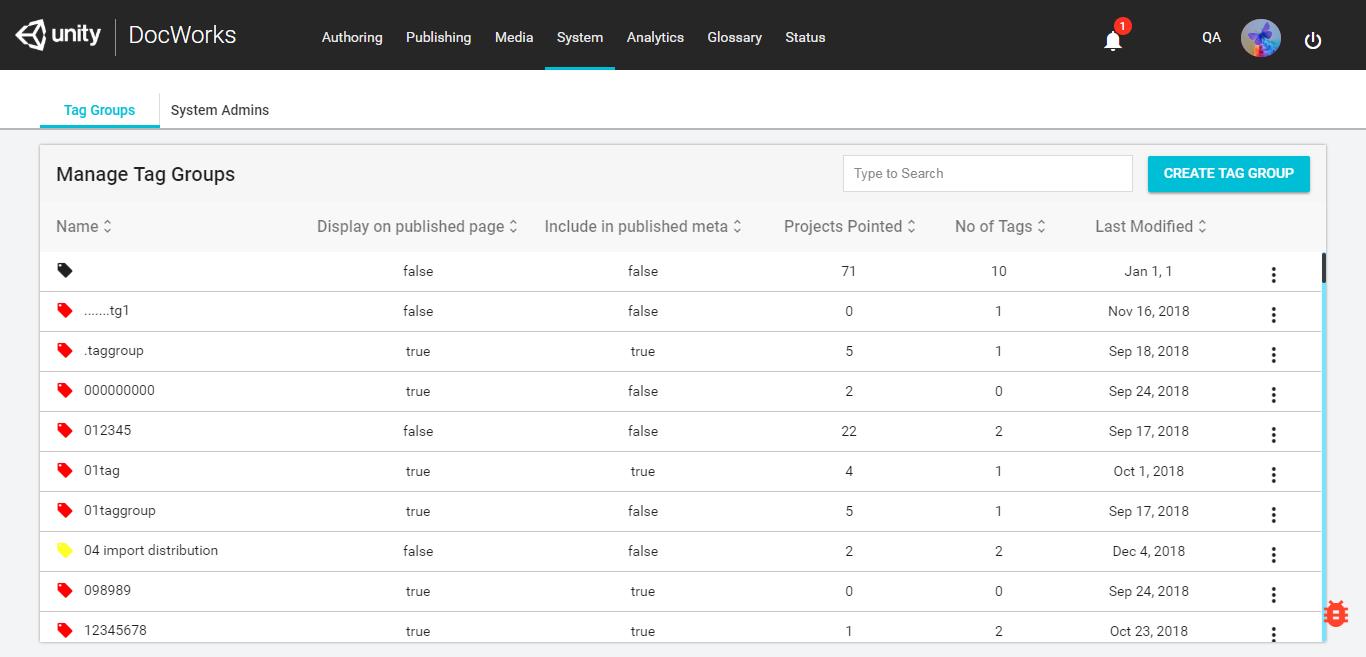 unity DocWorks Authoring Publishing Media System Analytics Glossary Status 1 QA
Tag Groups System Admins
Manage Tag Groups Type to Search CREATE TAG GROUP
Name Display on published page Include in published meta Projects Pointed No of Tags Last Modified
false false 71 10 Jan 1, 1
.......tg1 false false 0 1 Nov 16, 2018
.taggroup true true 5 1 Sep 18, 2018
000000000 true false 2 0 Sep 24, 2018
012345 false false 22 2 Sep 17, 2018
01tag true true 4 1 Oct 1, 2018
01taggroup true false 5 1 Sep 17, 2018
04 import distribution false false 2 2 Dec 4, 2018
098989 true true 0 0 Sep 24, 2018
12345678 true true 1 2 Oct 23, 2018